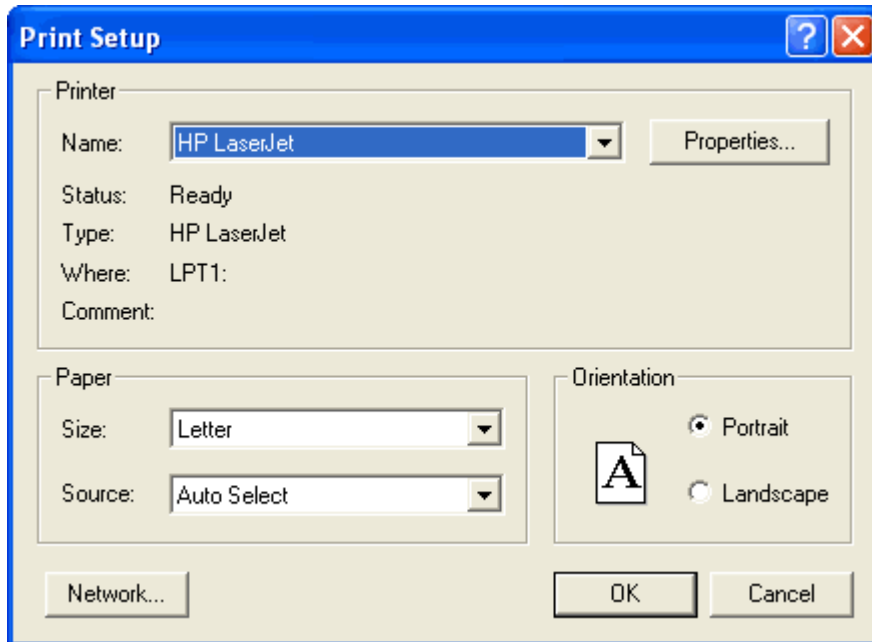 Print Setup ? X
Printer
Name: HP LaserJet Properties...
Status: Ready
Type: HP LaserJet
Where: LPT1:
Comment:
Paper
Size: Letter
Source: Auto Select
Orientation
A
Portrait
Landscape
Network... OK Cancel